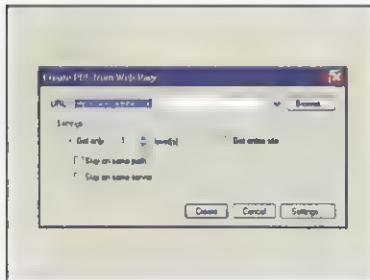 Create PDF from Web Page
URL: Browse...
Settings
Get only 1 level(s) Get entire site
Stay on same path
Stay on same server
Create Cancel Settings...